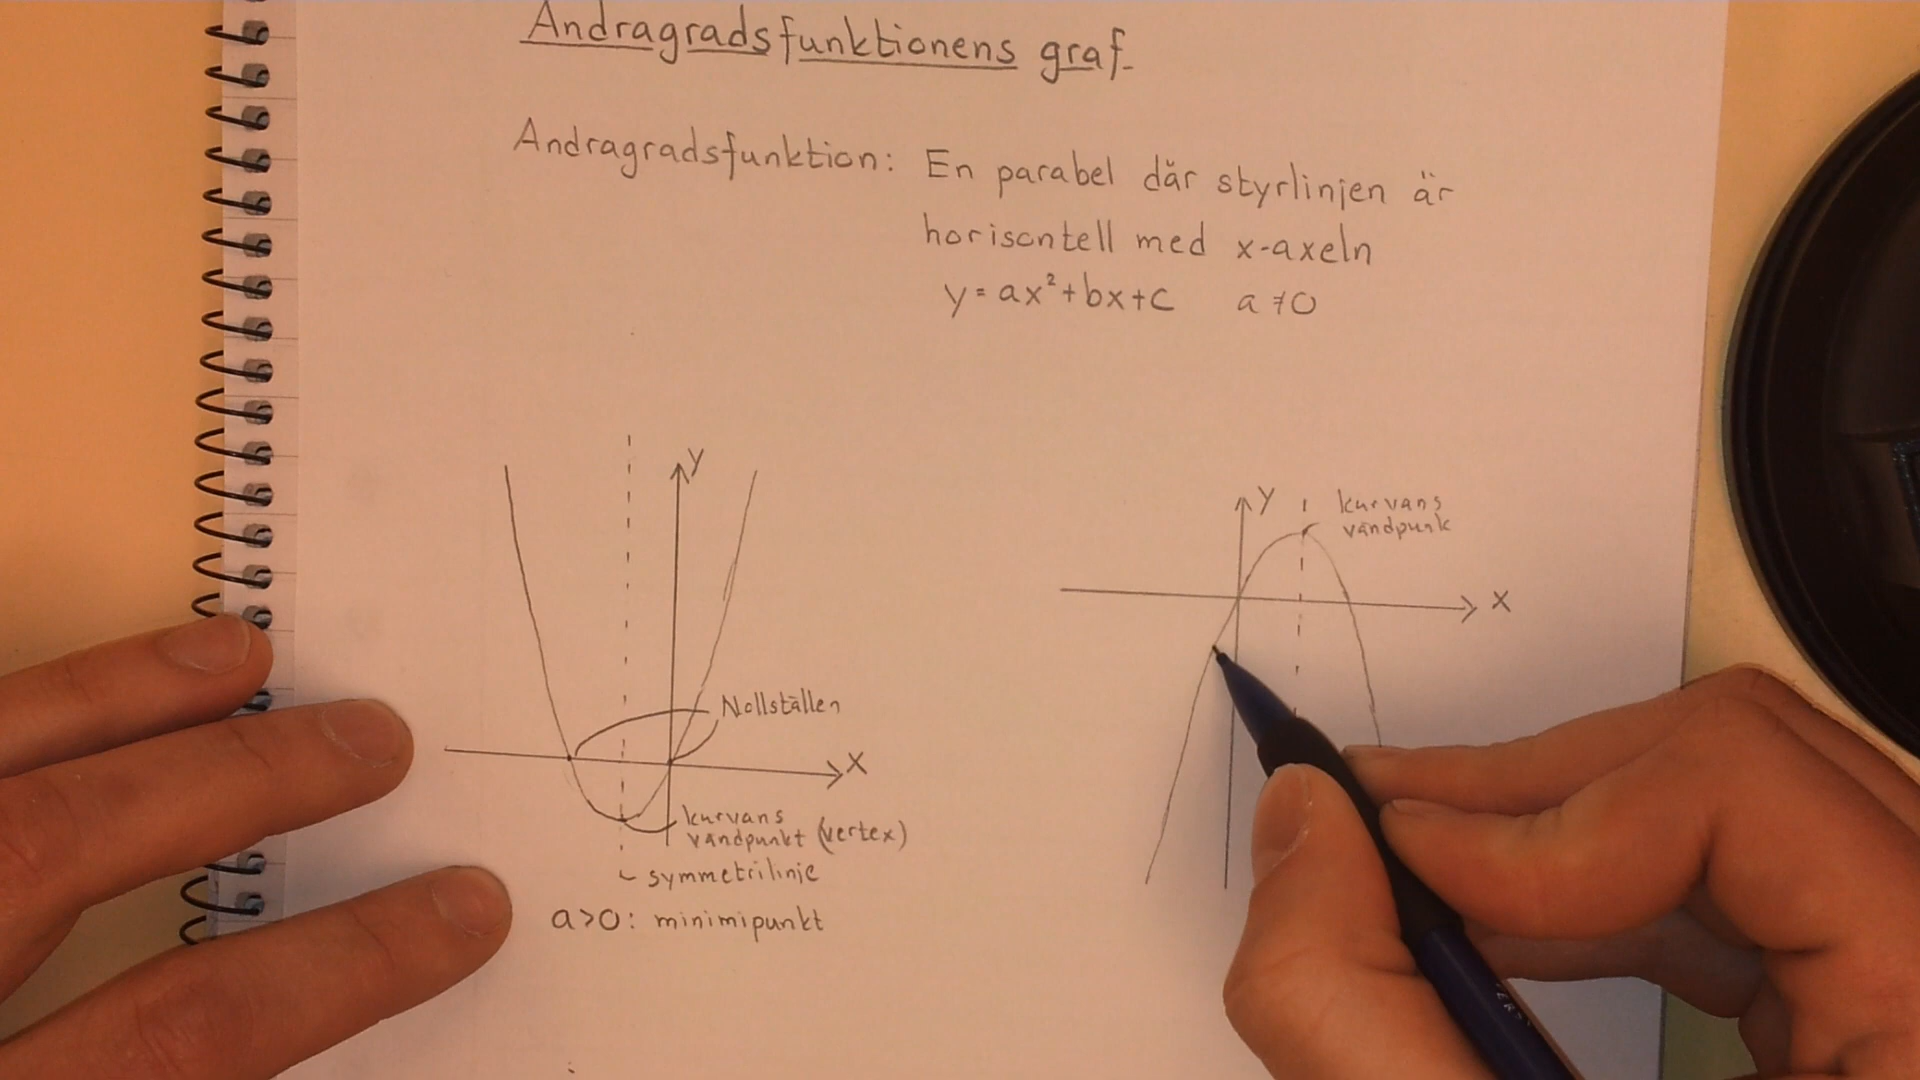 Andragradsfunktionens graf
Andragradsfunktion: En parabel där styrlinjen är
horisontell med x-axeln
y=ax²+bx+c a≠0
y
Nollställen
x
kurvans
vändpunkt (vertex)
symmetrilinje
a>0: minimipunkt
y
kurvans
vändpunk
x